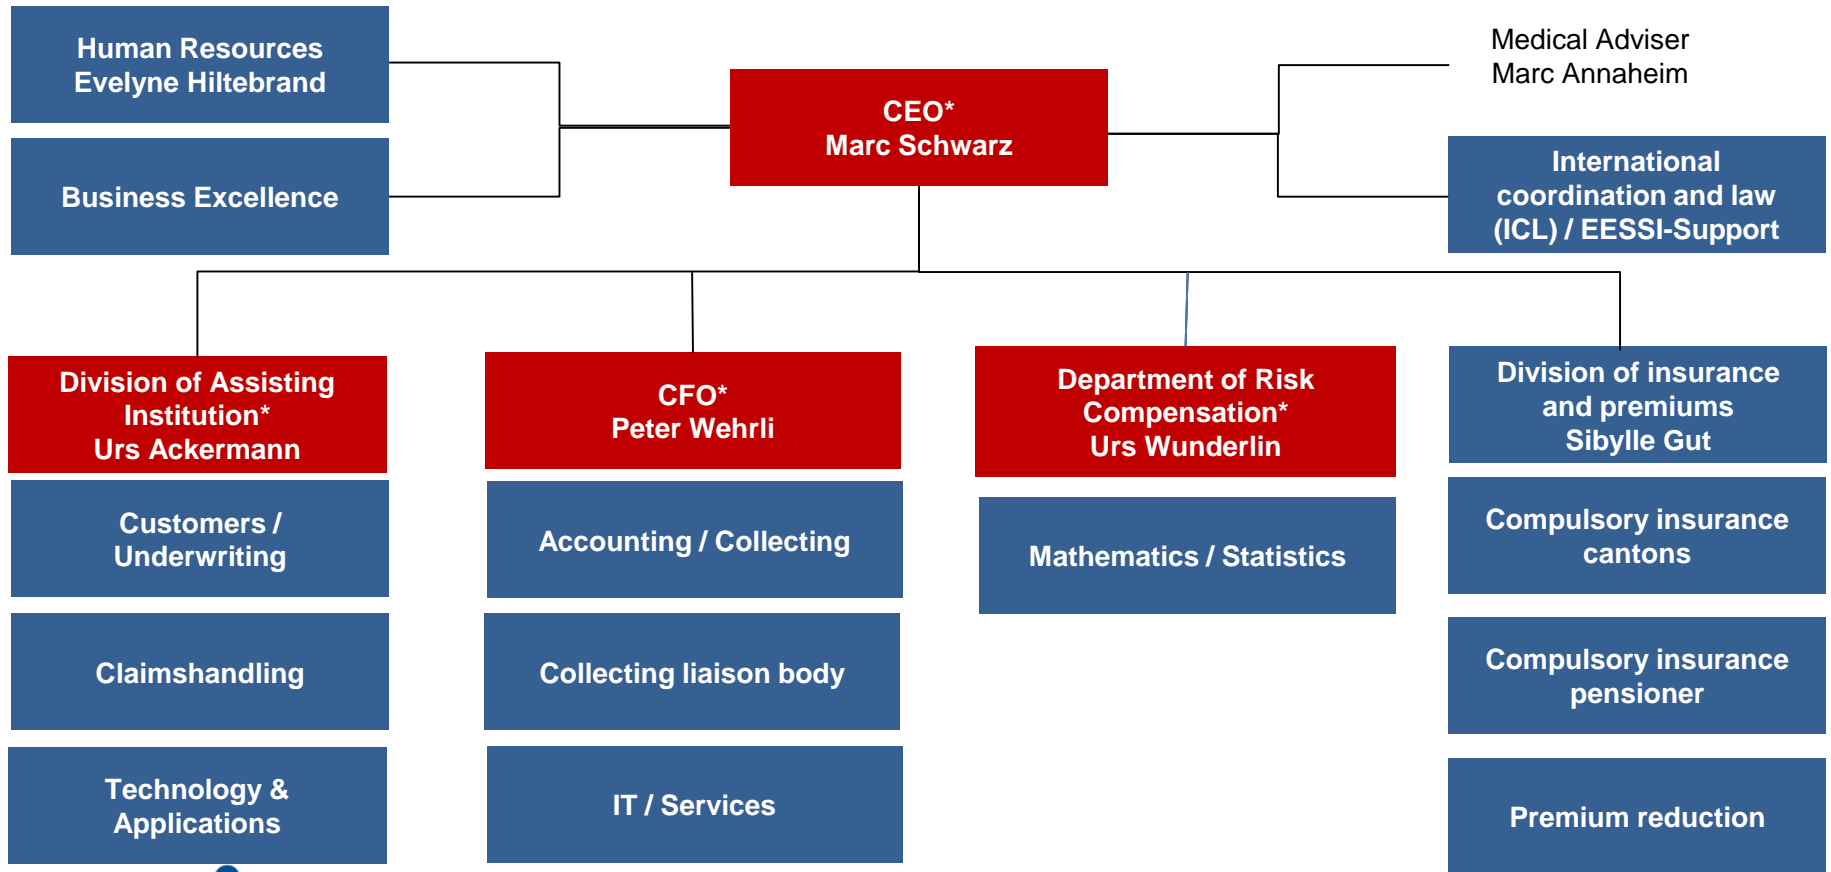 Human Resources
Evelyne Hiltebrand
Medical Adviser
Marc Annaheim
CEO*
Marc Schwarz
Business Excellence
International
coordination and law
(ICL) / EESSI-Support
Division of Assisting
Institution*
Urs Ackermann
CFO*
Peter Wehrli
Department of Risk
Compensation*
Urs Wunderlin
Division of insurance
and premiums
Sibylle Gut
Customers /
Underwriting
Accounting / Collecting
Mathematics / Statistics
Compulsory insurance
cantons
Claimshandling
Collecting liaison body
Compulsory insurance
pensioner
Technology &
Applications
IT / Services
Premium reduction